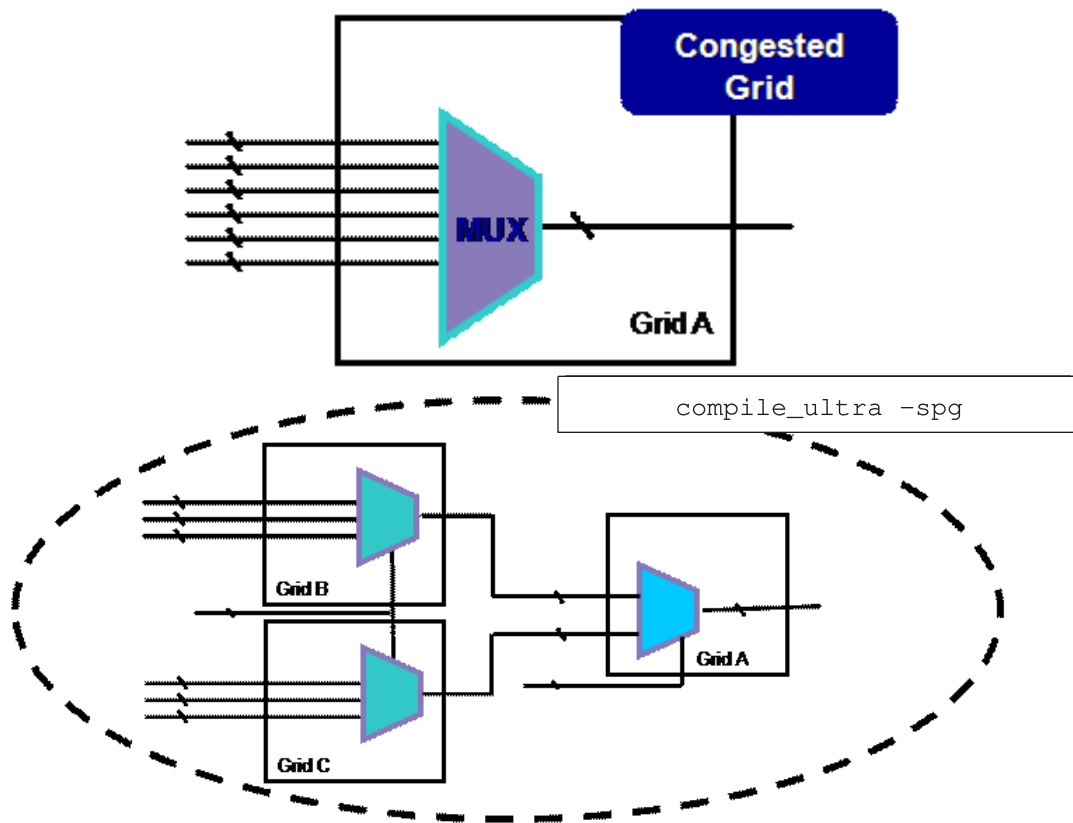 Congested
Grid
MUX
Grid A
compile_ultra –spg
Grid B
Grid A
Grid C